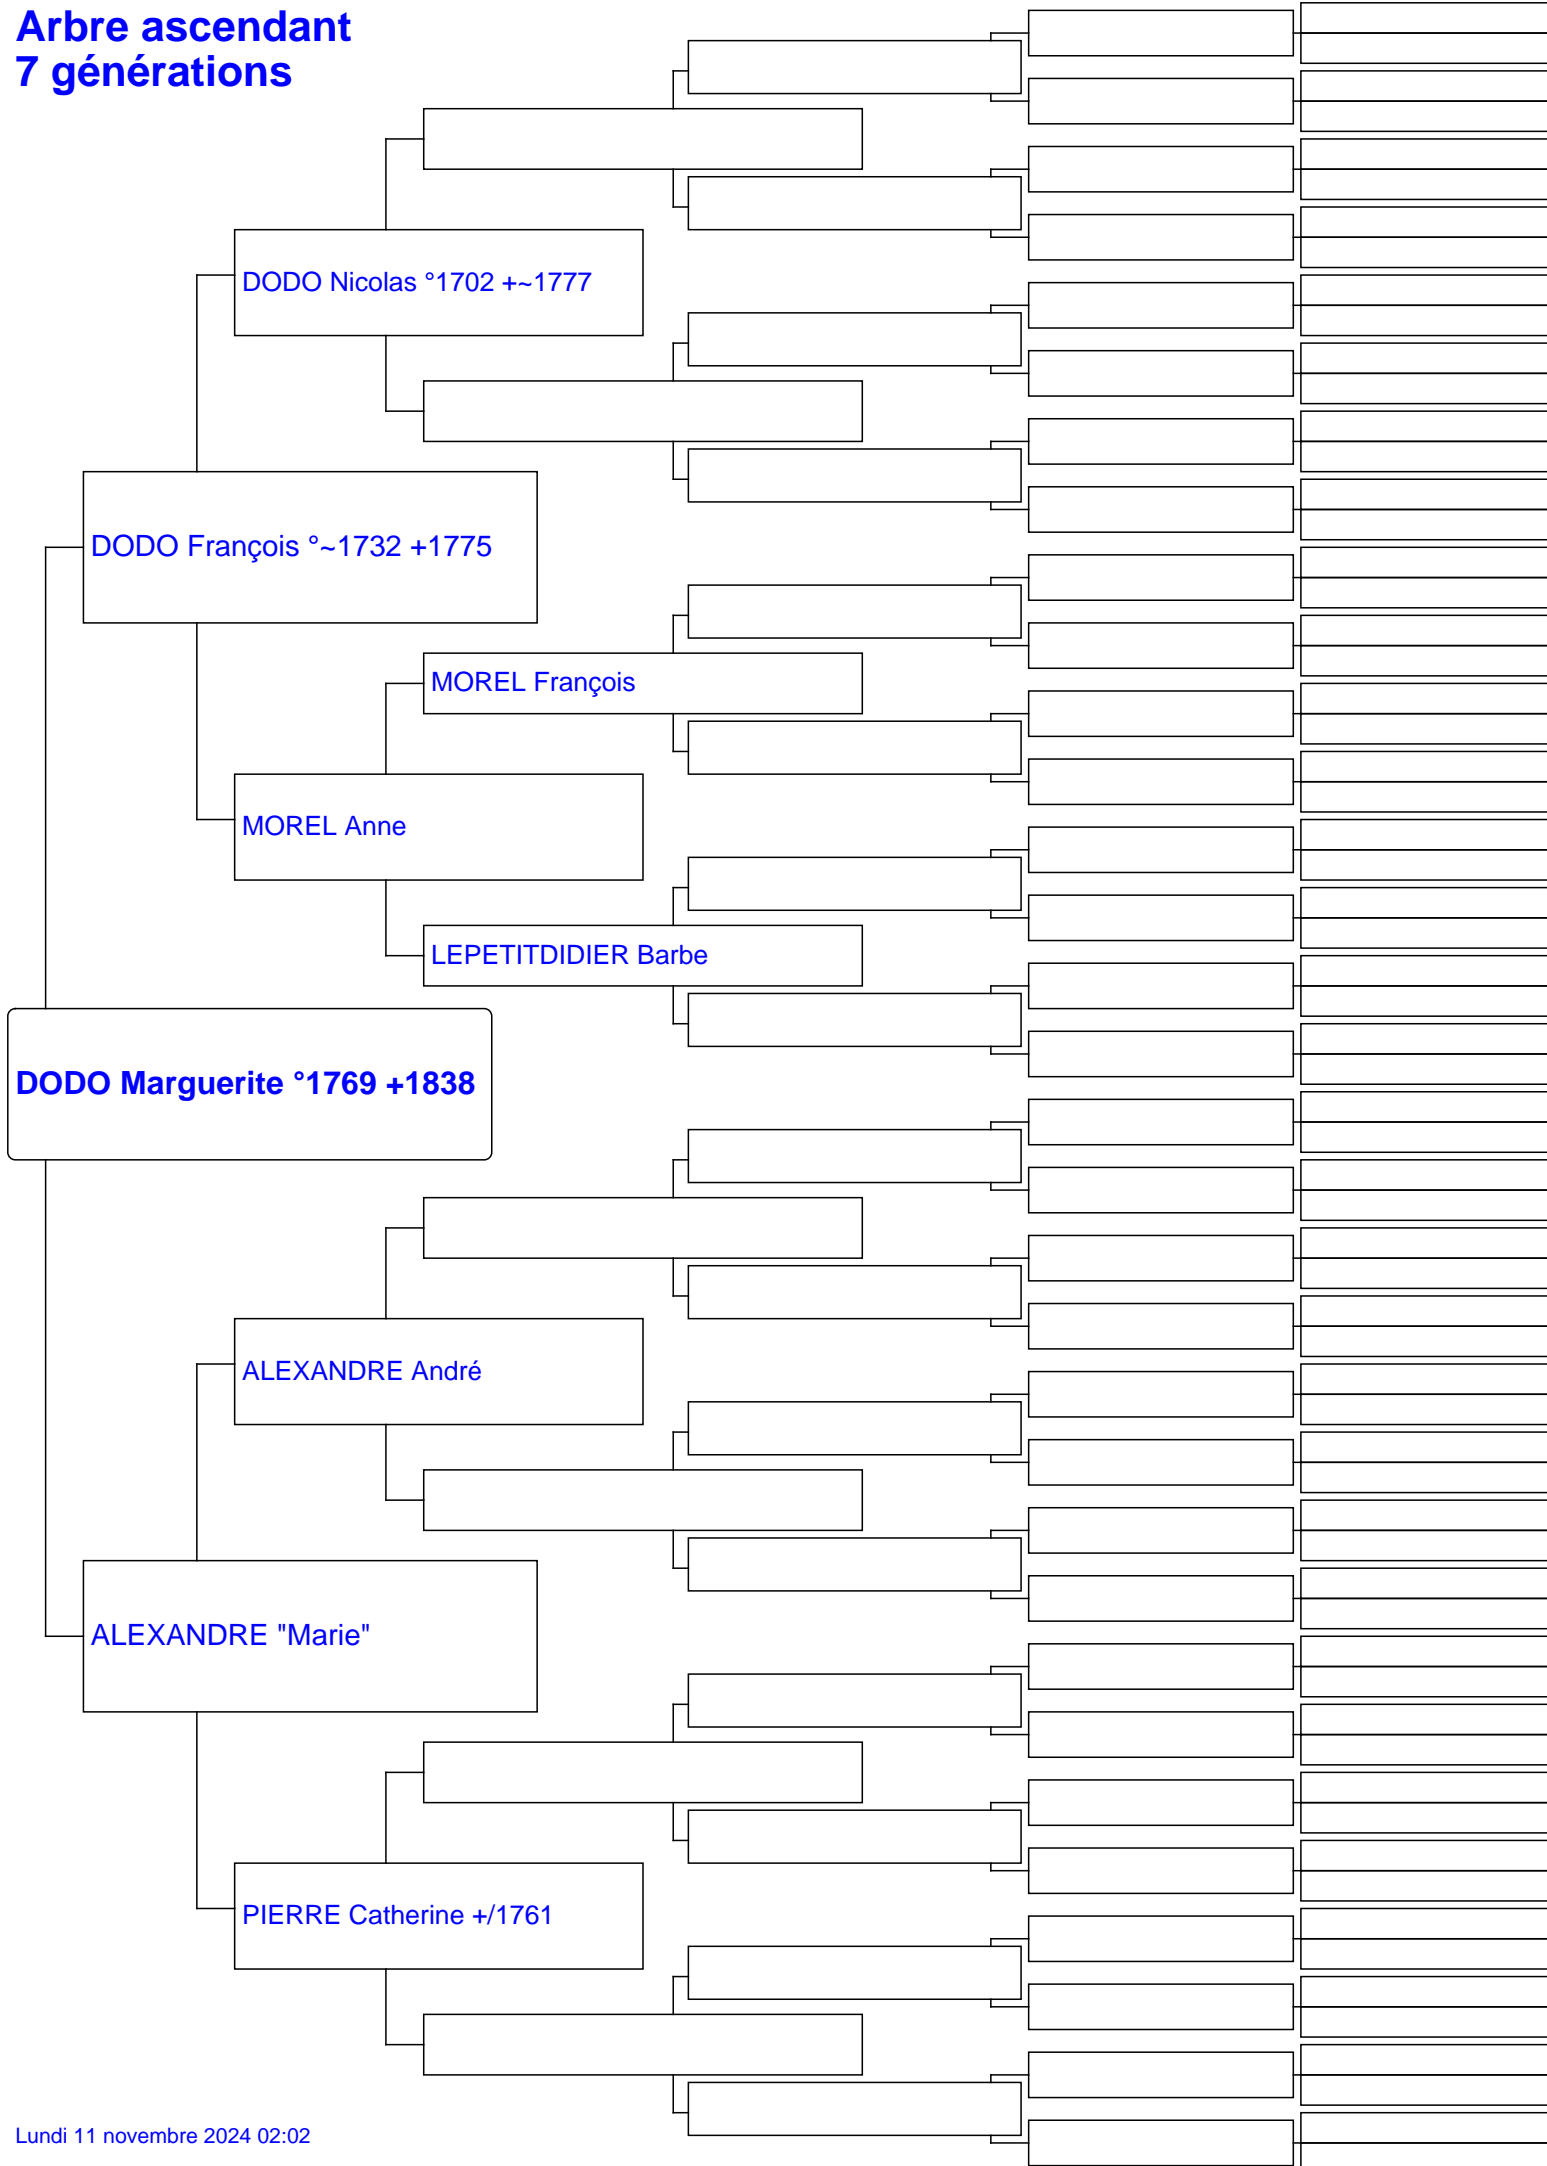 Arbre ascendant
7 générations
DODO Nicolas °1702 +~1777
DODO François °~1732 +1775
MOREL François
MOREL Anne
LEPETITDIDIER Barbe
DODO Marguerite °1769 +1838
ALEXANDRE André
ALEXANDRE "Marie"
PIERRE Catherine +/1761
Lundi 11 novembre 2024 02:02